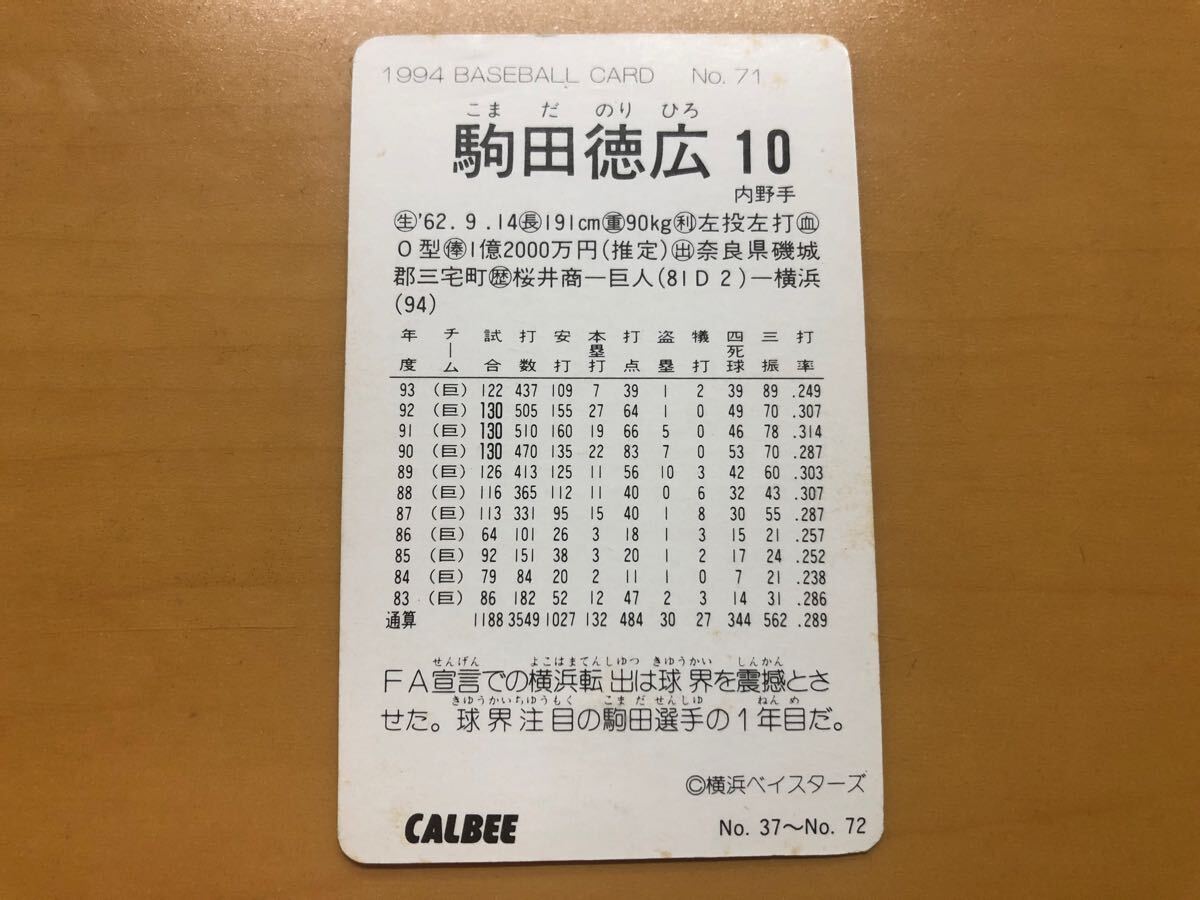 1994 BASEBALL CARD No. 71
こま だ のり ひろ
駒田徳広 10
内野手
㊤'62. 9. 14㊐191cm㊐90kg㊐左投左打㊐
O型㊐1億2000万円(推定)㊐奈良県磯城
郡三宅町㊐桜井商ー巨人(81D2)ー横浜
(94)
年度 チーム 試合 打数 安打 本塁打 打点 盗塁 犠打 四死球 三振 打率
93 (巨) 122 437 109 7 39 1 2 39 89 .249
92 (巨) 130 505 155 27 64 1 0 49 70 .307
91 (巨) 130 510 160 19 66 5 0 46 78 .314
90 (巨) 130 470 135 22 83 7 0 53 70 .287
89 (巨) 126 413 125 11 56 10 3 42 60 .303
88 (巨) 116 365 112 11 40 0 6 32 43 .307
87 (巨) 113 331 95 15 40 1 8 30 55 .287
86 (巨) 64 101 26 3 18 1 3 15 21 .257
85 (巨) 92 151 38 3 20 1 2 17 24 .252
84 (巨) 79 84 20 2 11 1 0 7 21 .238
83 (巨) 86 182 52 12 47 2 3 14 31 .286
通算 1188 3549 1027 132 484 30 27 344 562 .289
せんげん よこはまてんしゆつ きゆうかい しんかん
FA宣言での横浜転出は球界を震撼とさ
きゆうかいちゆうもく こま だ せんしゆ ねん め
せた。球界注目の駒田選手の1年目だ。
©横浜ベイスターズ
CALBEE
No. 37〜No. 72